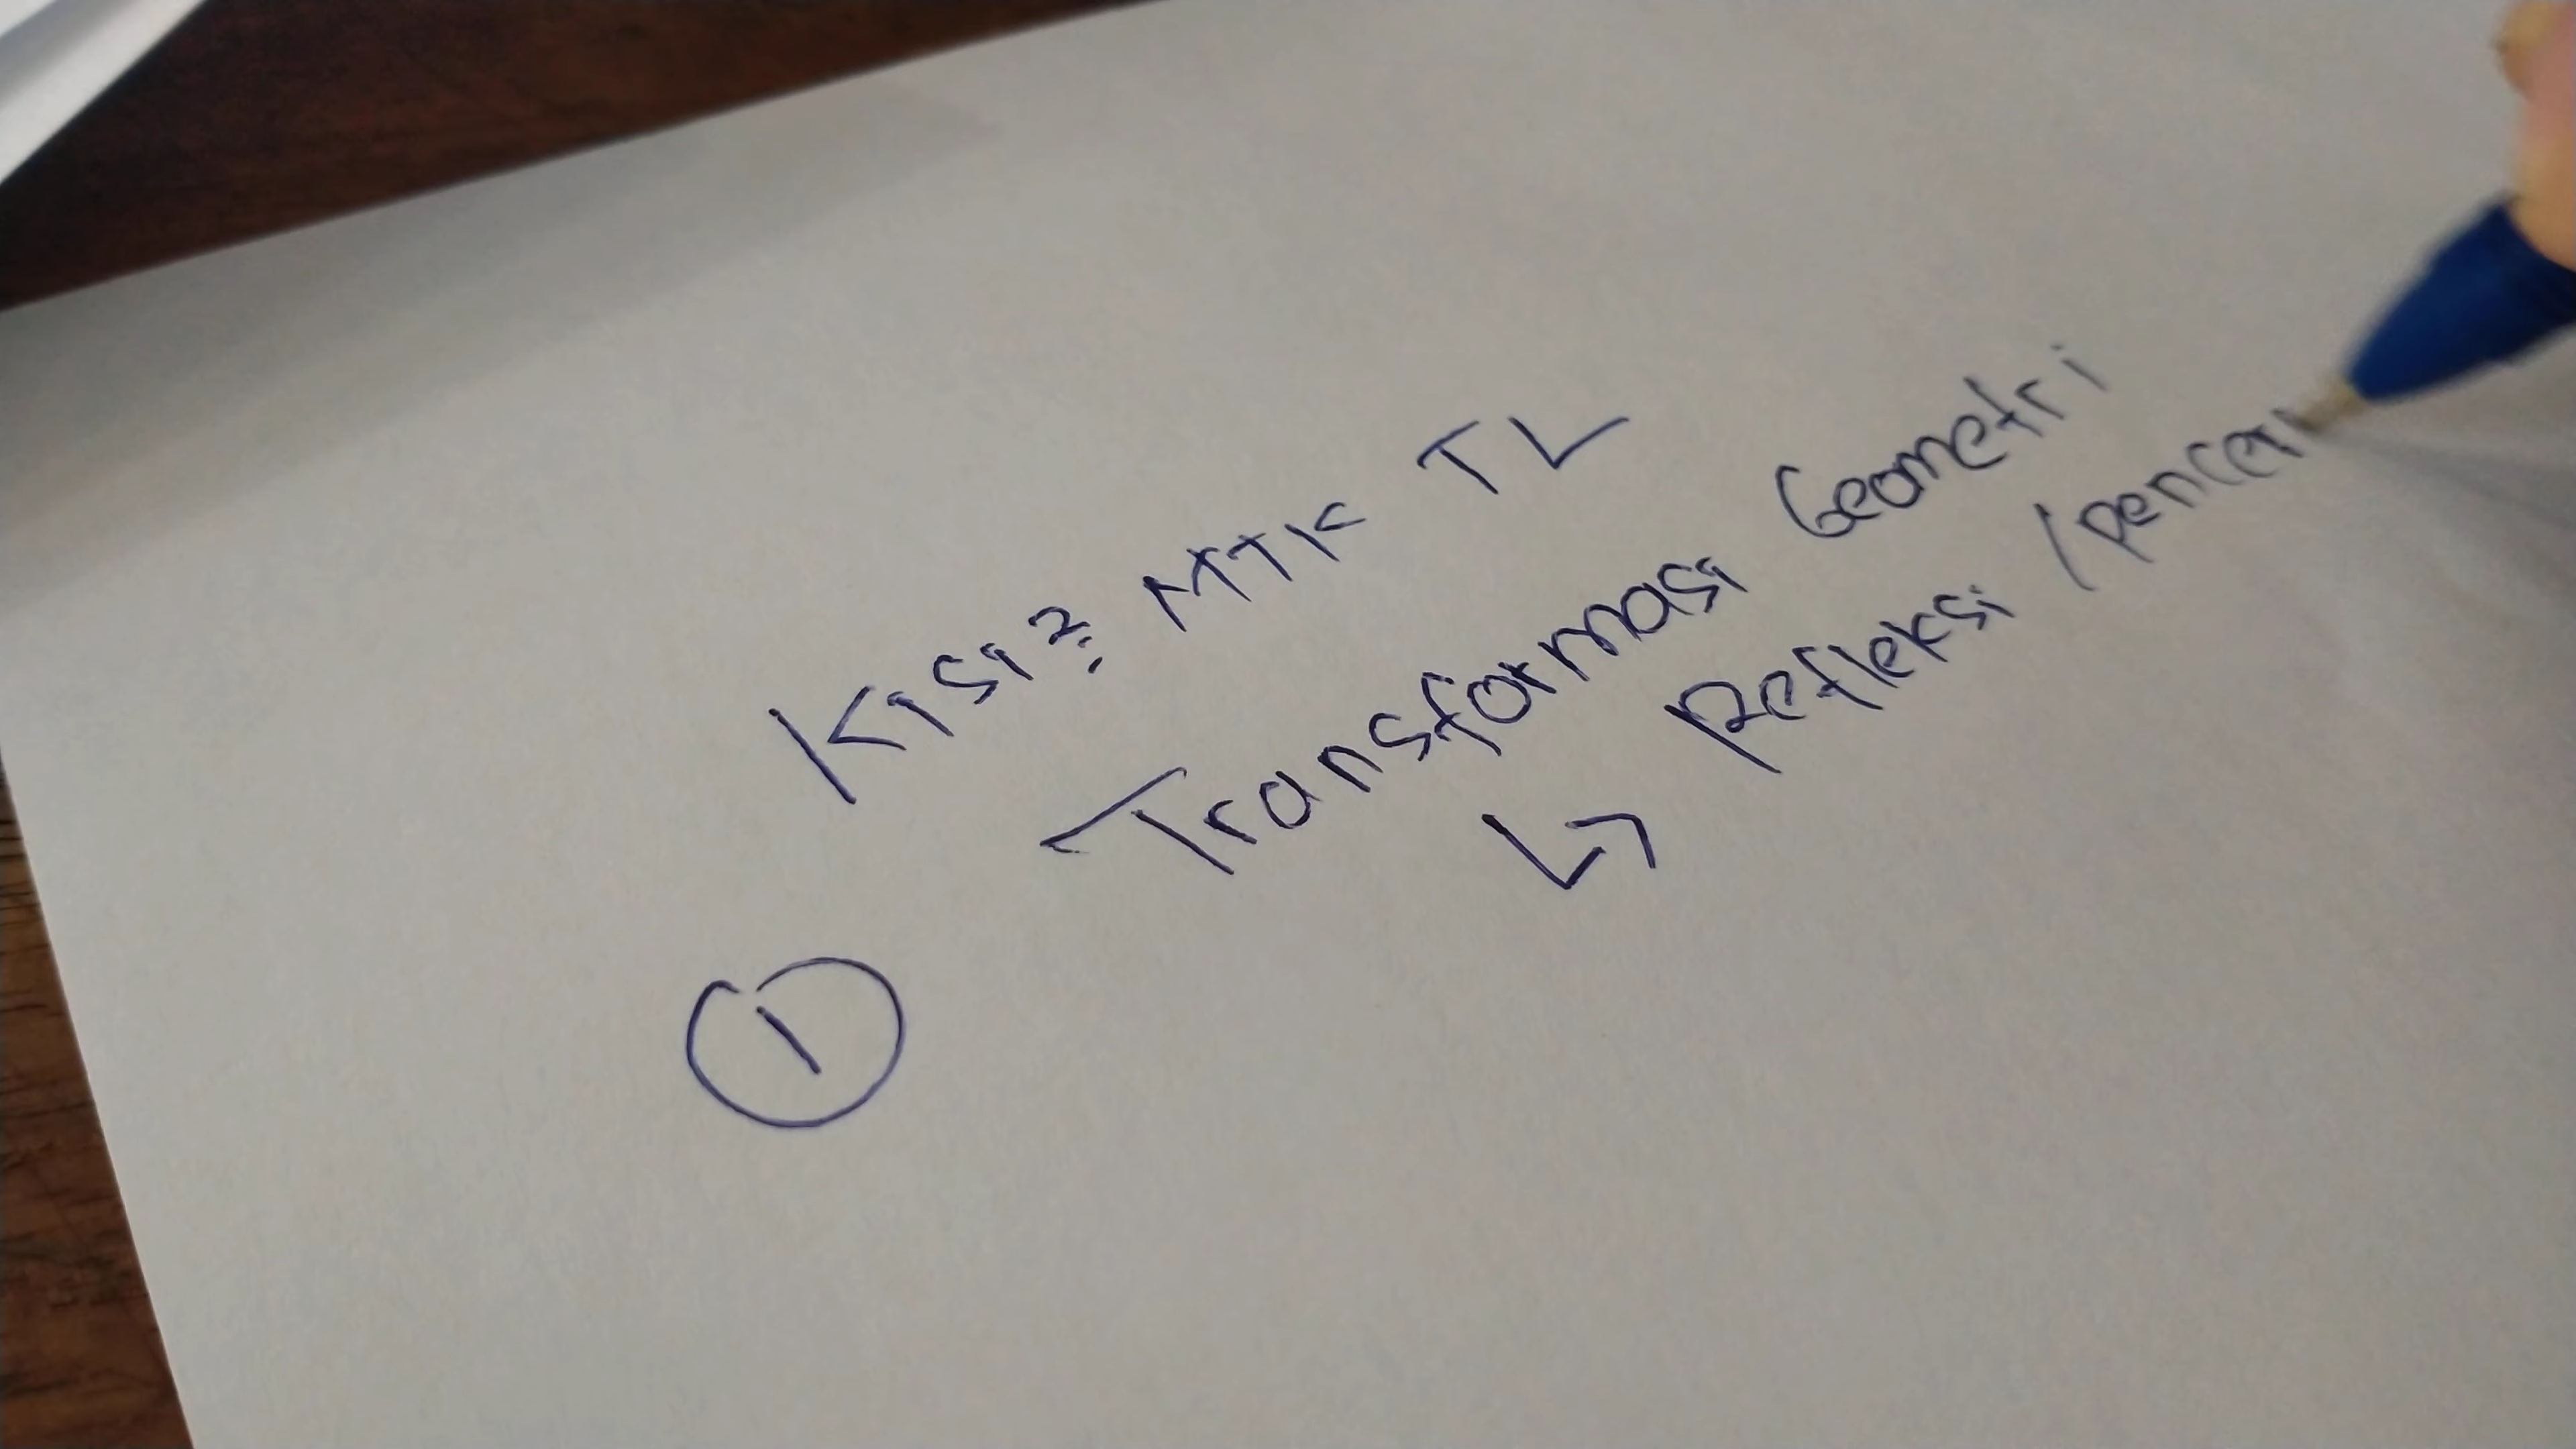 Kisi2: MTK TL
1 Transformasi Geometri
↳ Refleksi /pencer